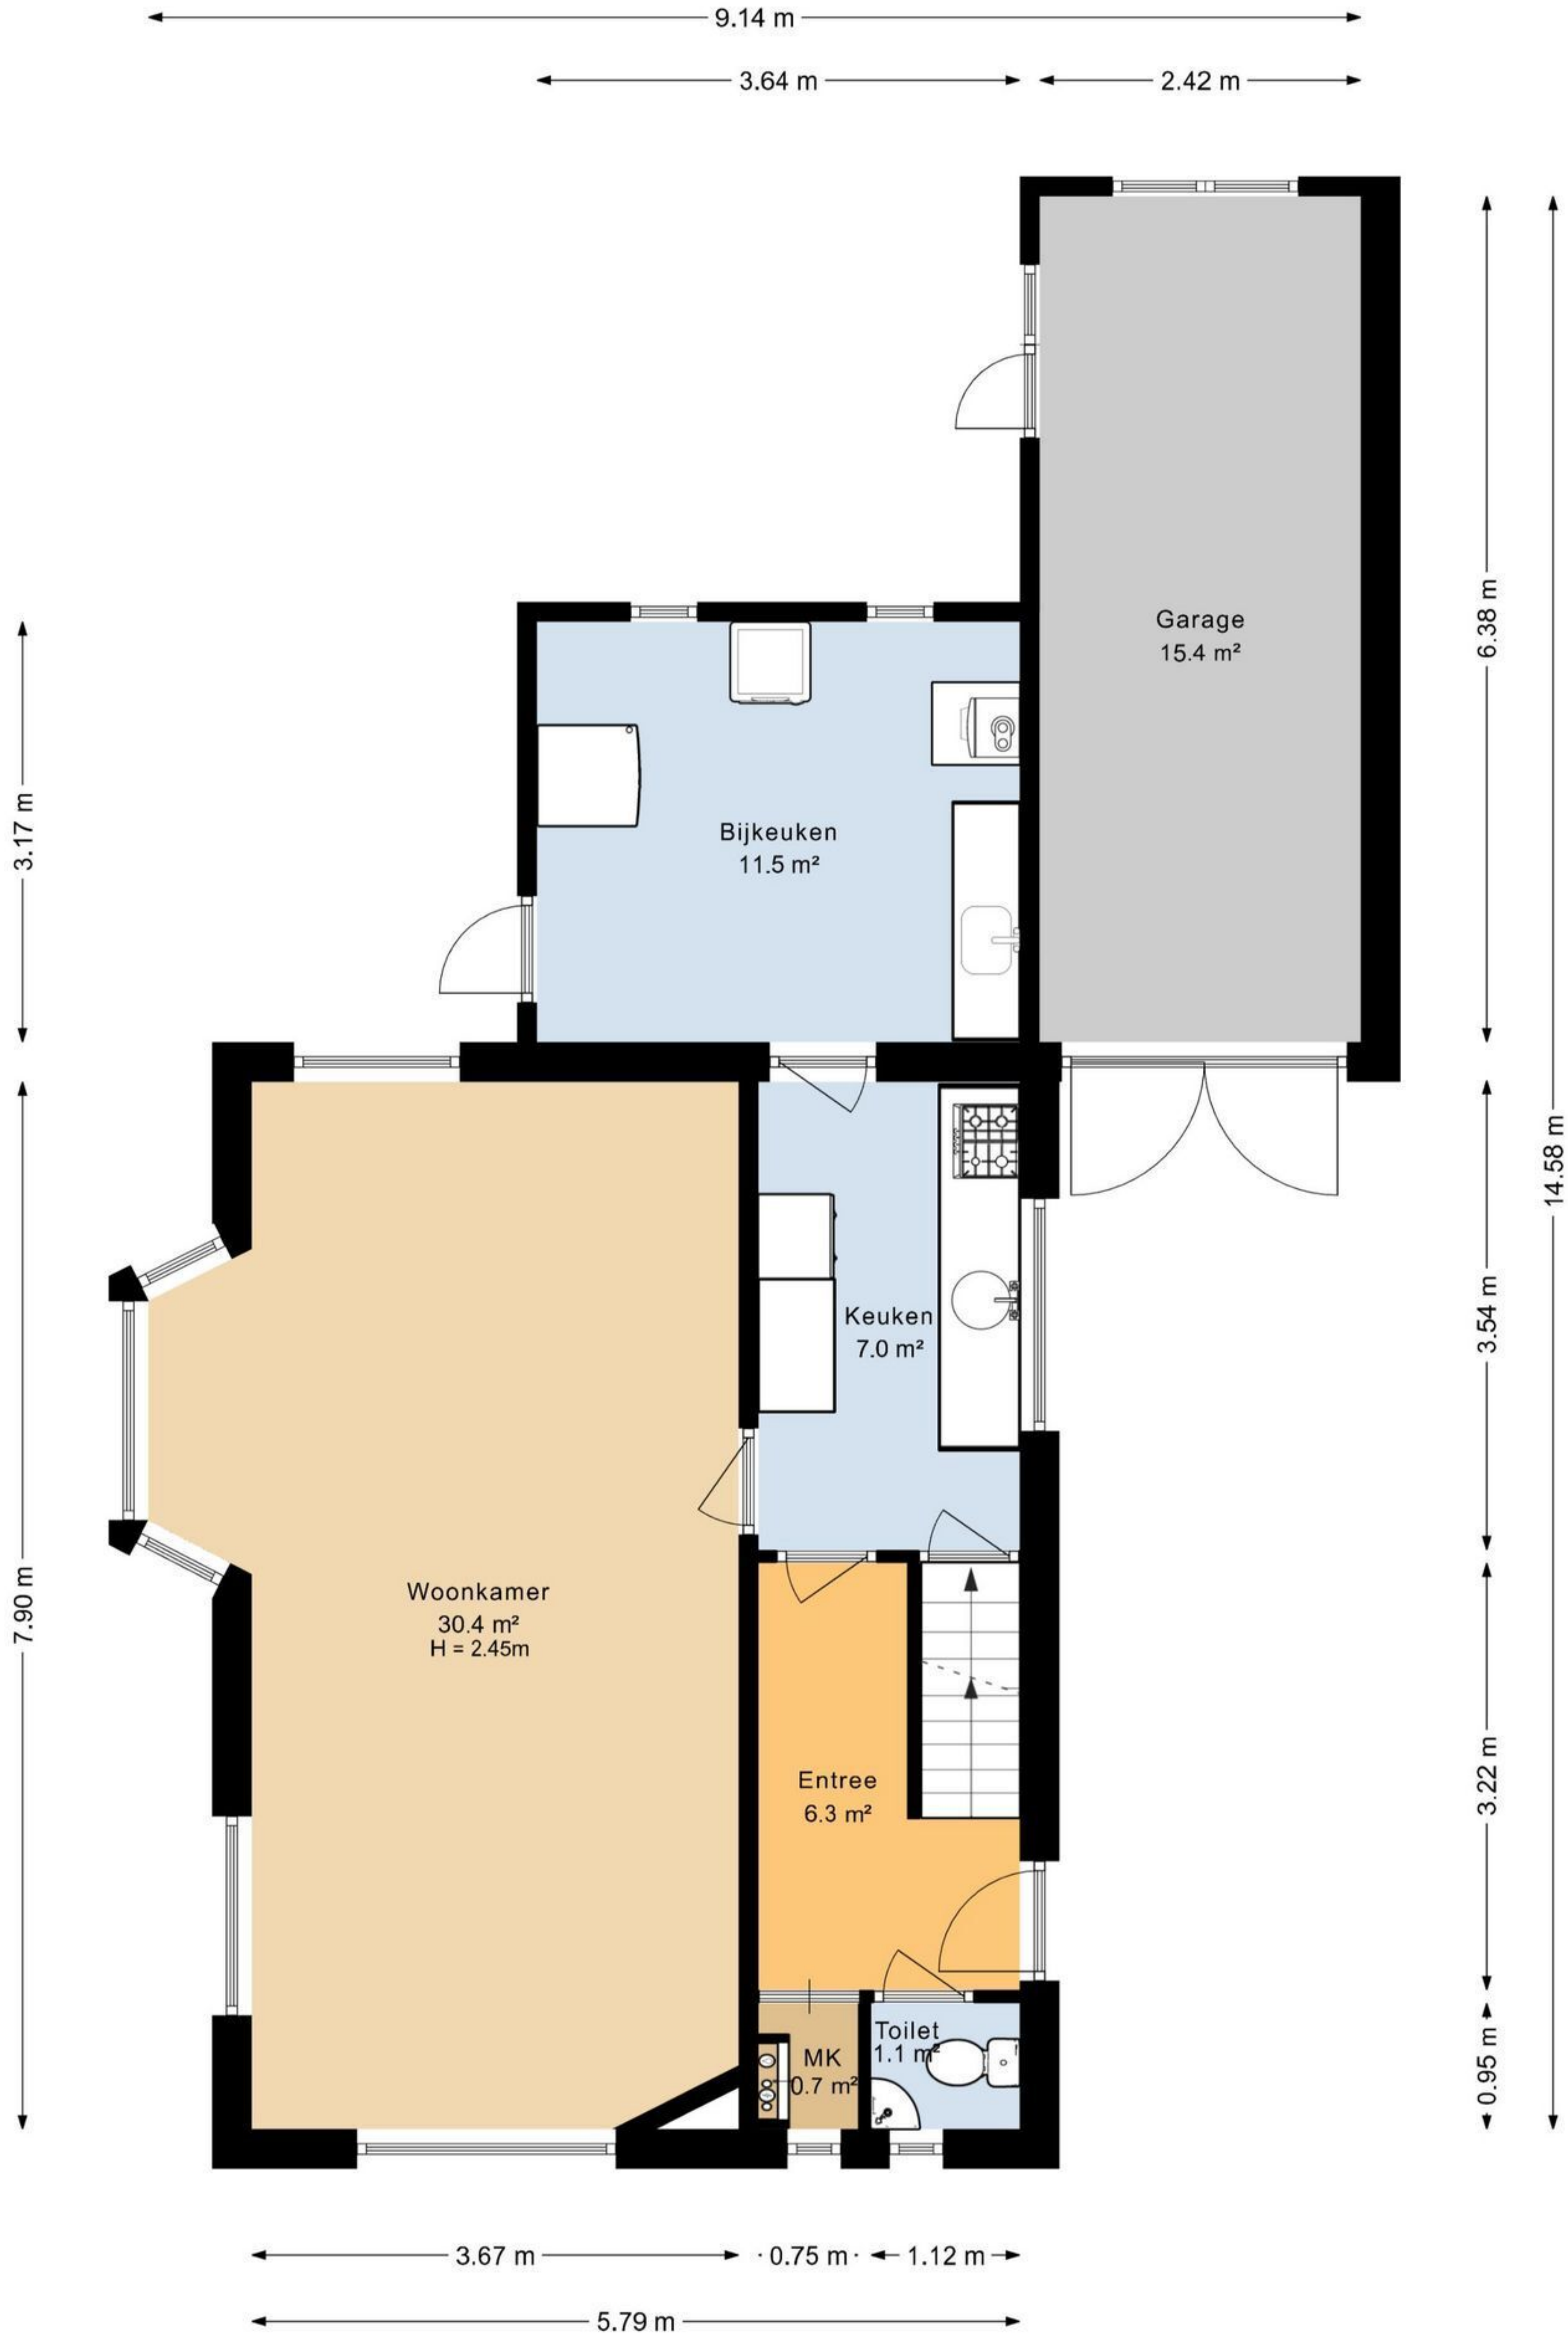 9.14 m
3.64 m
2.42 m
Garage
15.4 m²
6.38 m
3.17 m
Bijkeuken
11.5 m²
14.58 m
Keuken
7.0 m²
3.54 m
7.90 m
Woonkamer
30.4 m²
H = 2.45m
Entree
6.3 m²
3.22 m
Toilet
1.1 m²
MK
0.7 m²
0.95 m
3.67 m
0.75 m
1.12 m
5.79 m